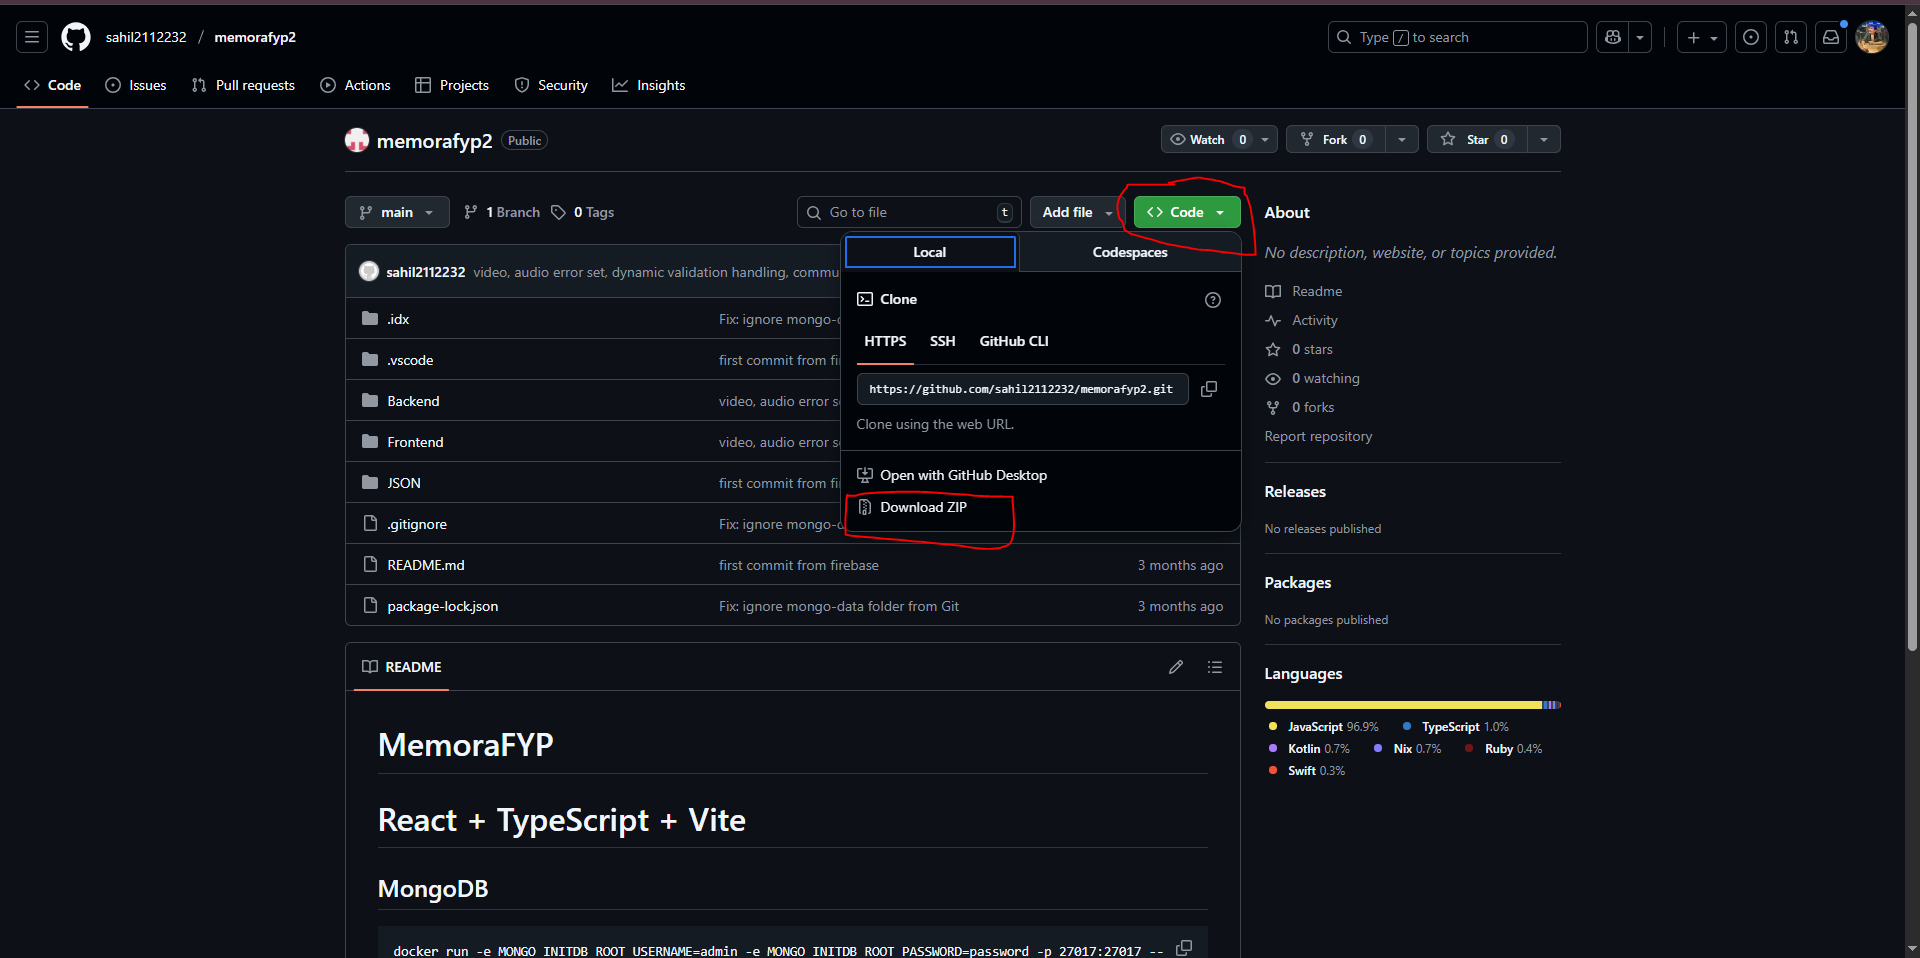 sahil2112232 / memorafyp2
Type / to search
Code Issues Pull requests Actions Projects Security Insights
memorafyp2 Public
Watch 0 Fork 0 Star 0
main 1 Branch 0 Tags
Go to file t
Add file
Code
Local Codespaces
Clone
HTTPS SSH GitHub CLI
https://github.com/sahil2112232/memorafyp2.git
Clone using the web URL.
Open with GitHub Desktop
Download ZIP
sahil2112232 video, audio error set, dynamic validation handling, commu
.idx Fix: ignore mongo-
.vscode first commit from fi
Backend video, audio error s
Frontend video, audio error s
JSON first commit from fi
.gitignore Fix: ignore mongo-
README.md first commit from firebase 3 months ago
package-lock.json Fix: ignore mongo-data folder from Git 3 months ago
README
MemoraFYP
React + TypeScript + Vite
MongoDB
docker run -e MONGO_INITDB_ROOT_USERNAME=admin -e MONGO_INITDB_ROOT_PASSWORD=password -p 27017:27017 --
About
No description, website, or topics provided.
Readme
Activity
0 stars
0 watching
0 forks
Report repository
Releases
No releases published
Packages
No packages published
Languages
JavaScript 96.9% TypeScript 1.0%
Kotlin 0.7% Nix 0.7% Ruby 0.4%
Swift 0.3%